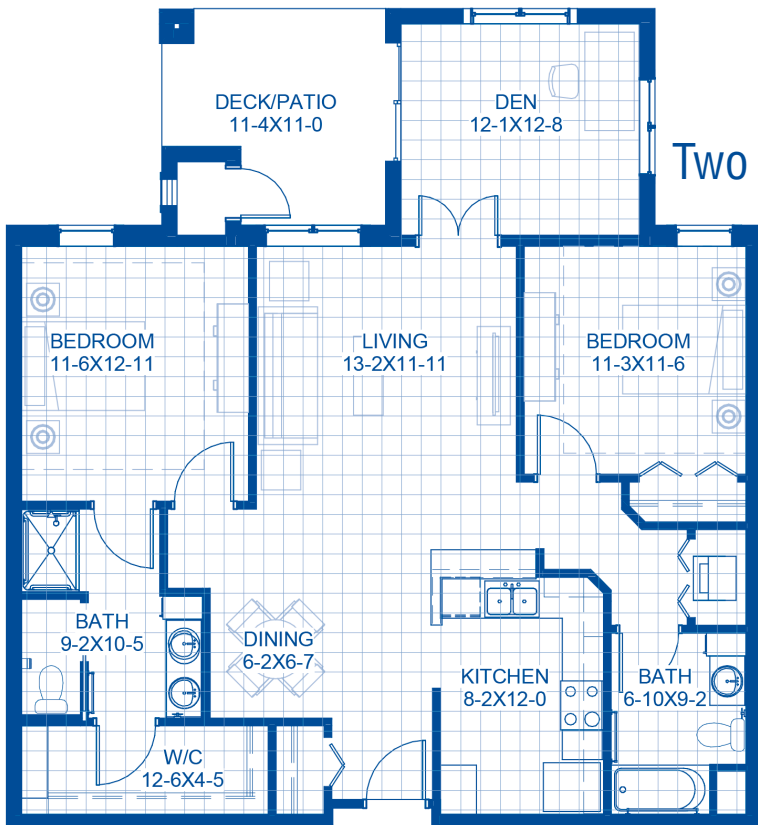 DECK/PATIO
11-4X11-0
DEN
12-1X12-8
Two
BEDROOM
11-6X12-11
LIVING
13-2X11-11
BEDROOM
11-3X11-6
BATH
9-2X10-5
DINING
6-2X6-7
KITCHEN
8-2X12-0
BATH
6-10X9-2
W/C
12-6X4-5